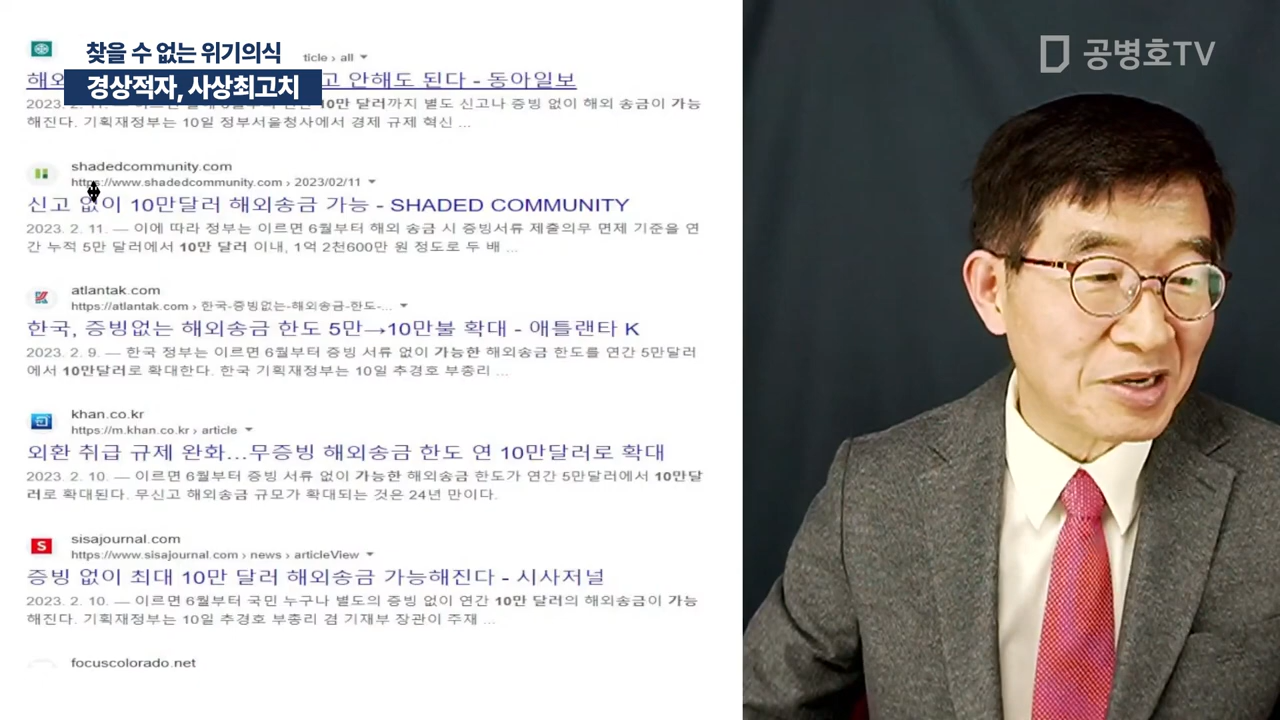 찾을 수 없는 위기의식
경상적자, 사상최고치
공병호TV
ticle › all
해외 고 안해도 된다 - 동아일보
10만 달러까지 별도 신고나 증빙 없이 해외 송금이 가능
해진다. 기획재정부는 10일 정부서울청사에서 경제 규제 혁신 ...
shadedcommunity.com
https://www.shadedcommunity.com › 2023/02/11
신고 없이 10만달러 해외송금 가능 - SHADED COMMUNITY
2023. 2. 11. — 이에 따라 정부는 이르면 6월부터 해외 송금 시 증빙서류 제출의무 면제 기준을 연
간 누적 5만 달러에서 10만 달러 이내, 1억 2천600만 원 정도로 두 배 ...
atlantak.com
https://atlantak.com › 한국-증빙없는-해외송금-한도-...
한국, 증빙없는 해외송금 한도 5만→10만불 확대 - 애틀랜타 K
2023. 2. 9. — 한국 정부는 이르면 6월부터 증빙 서류 없이 가능한 해외송금 한도를 연간 5만달러
에서 10만달러로 확대한다. 한국 기획재정부는 10일 추경호 부총리 ...
khan.co.kr
https://m.khan.co.kr › article
외환 취급 규제 완화...무증빙 해외송금 한도 연 10만달러로 확대
2023. 2. 10. — 이르면 6월부터 증빙 서류 없이 가능한 해외송금 한도가 연간 5만달러에서 10만달
러로 확대된다. 무신고 해외송금 규모가 확대되는 것은 24년 만이다.
sisajournal.com
https://www.sisajournal.com › news › articleView
증빙 없이 최대 10만 달러 해외송금 가능해진다 - 시사저널
2023. 2. 10. — 이르면 6월부터 국민 누구나 별도의 증빙 없이 연간 10만 달러의 해외송금이 가능
해진다. 기획재정부는 10일 추경호 부총리 겸 기재부 장관이 주재 ...
focuscolorado.net